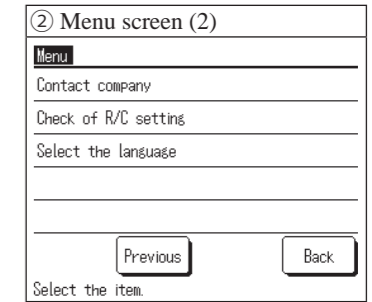 ② Menu screen (2)
Menu
Contact company
Check of R/C setting
Select the language
Previous
Back
Select the item.